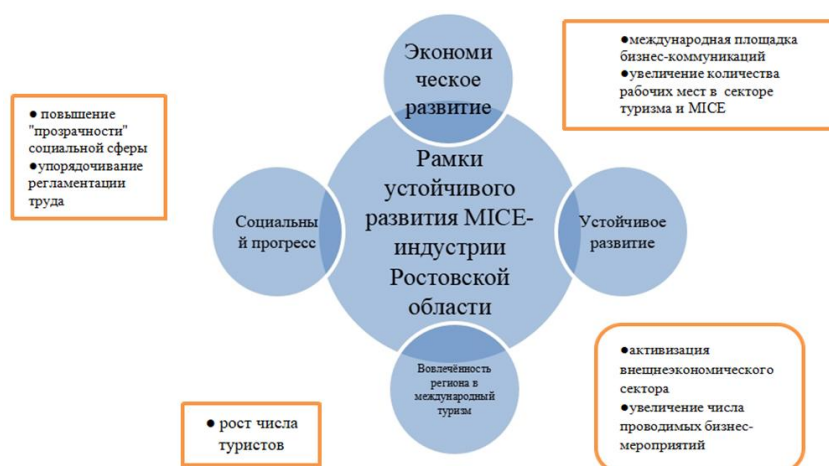 Экономи
ческое
развитие
●международная площадка
бизнес-коммуникаций
●увеличение количества
рабочих мест в секторе
туризма и MICE
● повышение
"прозрачности"
социальной сферы
●упорядочивание
регламентации
труда
Рамки
устойчивого
развития MICE-
индустрии
Ростовской
области
Социальны
й прогресс
Устойчивое
развитие
Вовлечённость
региона в
международный
туризм
●активизация
внещнеэкономического
сектора
●увеличение числа
проводимых бизнес-
мероприятий
● рост числа
туристов